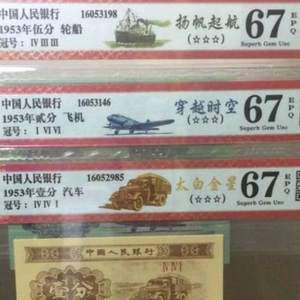 中国人民银行 16053198 扬帆起航 67 EPQ
1953年伍分 轮船 (☆☆☆) Superb Gem Unc
冠号: IV III III
中国人民银行 16053146 穿越时空 67 EPQ
1953年贰分 飞机 (☆☆☆) Superb Gem Unc
冠号: I VI VI
中国人民银行 16052985 太白金星 67 EPQ
1953年壹分 汽车 (☆☆☆) Superb Gem Unc
冠号: IV IV I
中国人民银行
壹分